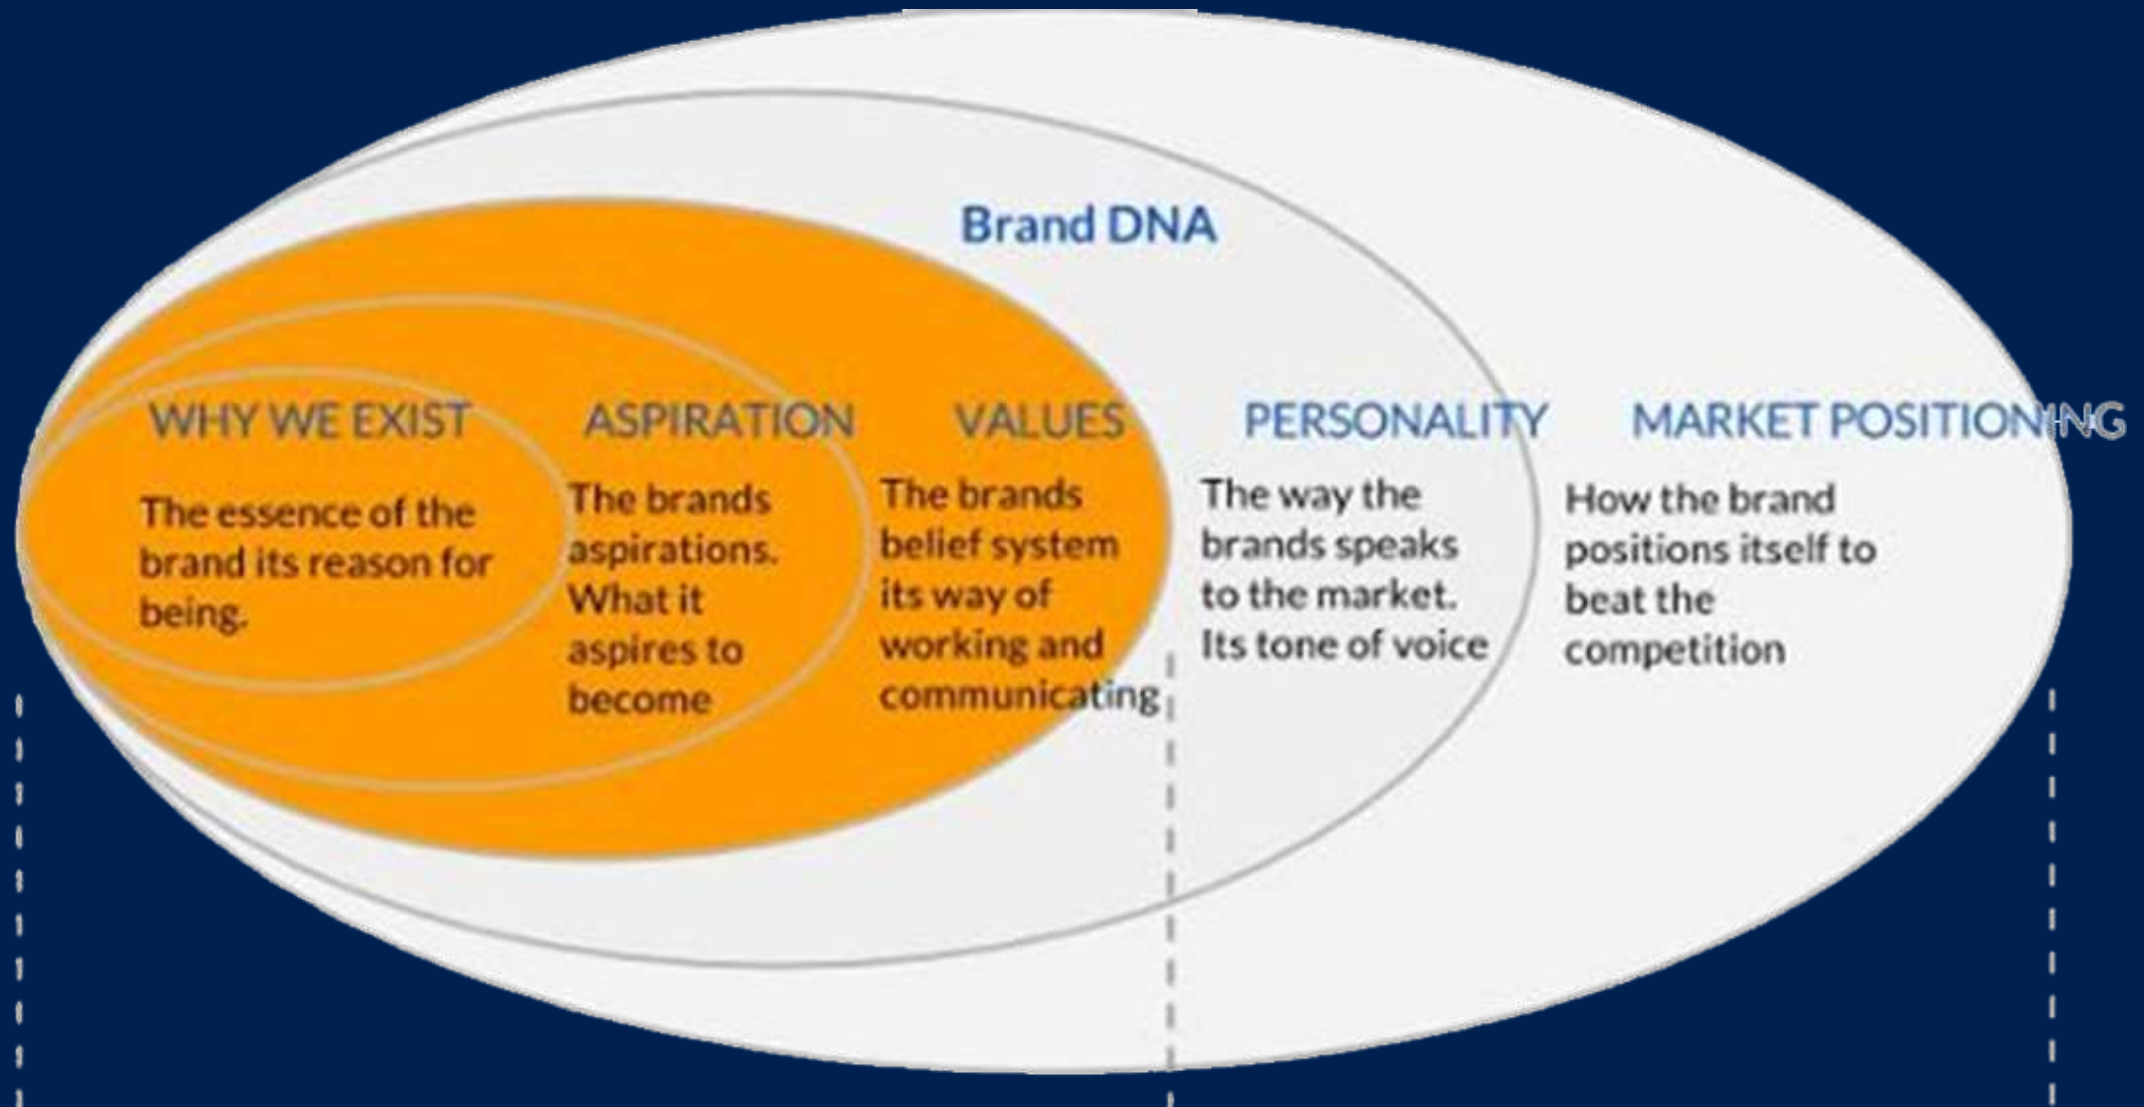 Brand DNA
WHY WE EXIST
The essence of the
brand its reason for
being.
ASPIRATION
The brands
aspirations.
What it
aspires to
become
VALUES
The brands
belief system
its way of
working and
communicating
PERSONALITY
The way the
brands speaks
to the market.
Its tone of voice
MARKET POSITIONING
How the brand
positions itself to
beat the
competition